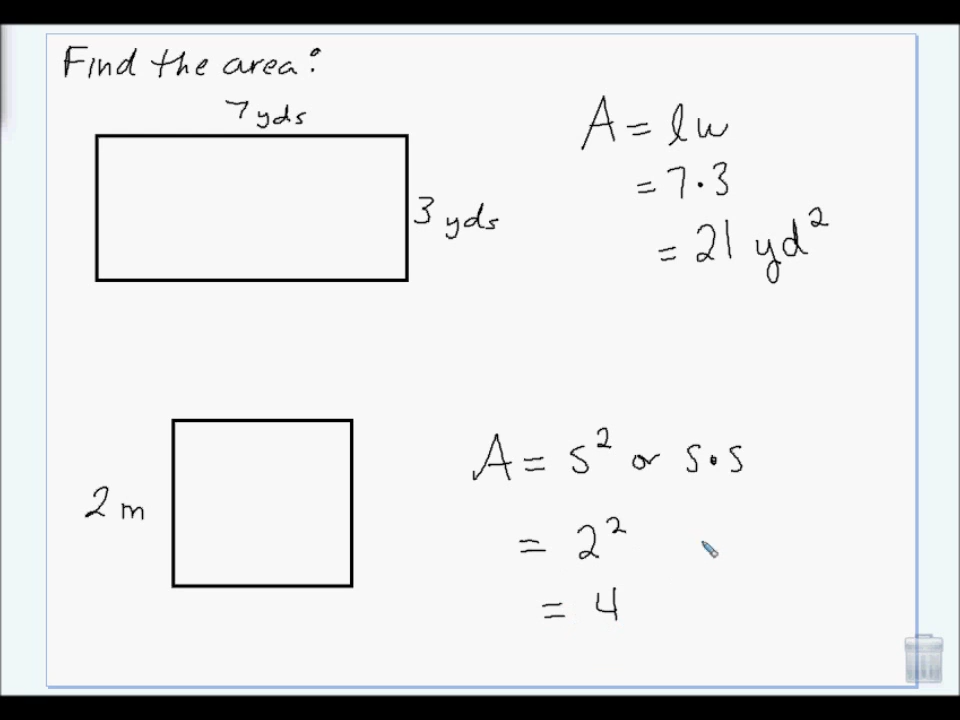 Find the area:
7 yds
3 yds
A = lw
= 7·3
= 21 yd²
2 m
A = s² or s·s
= 2²
= 4